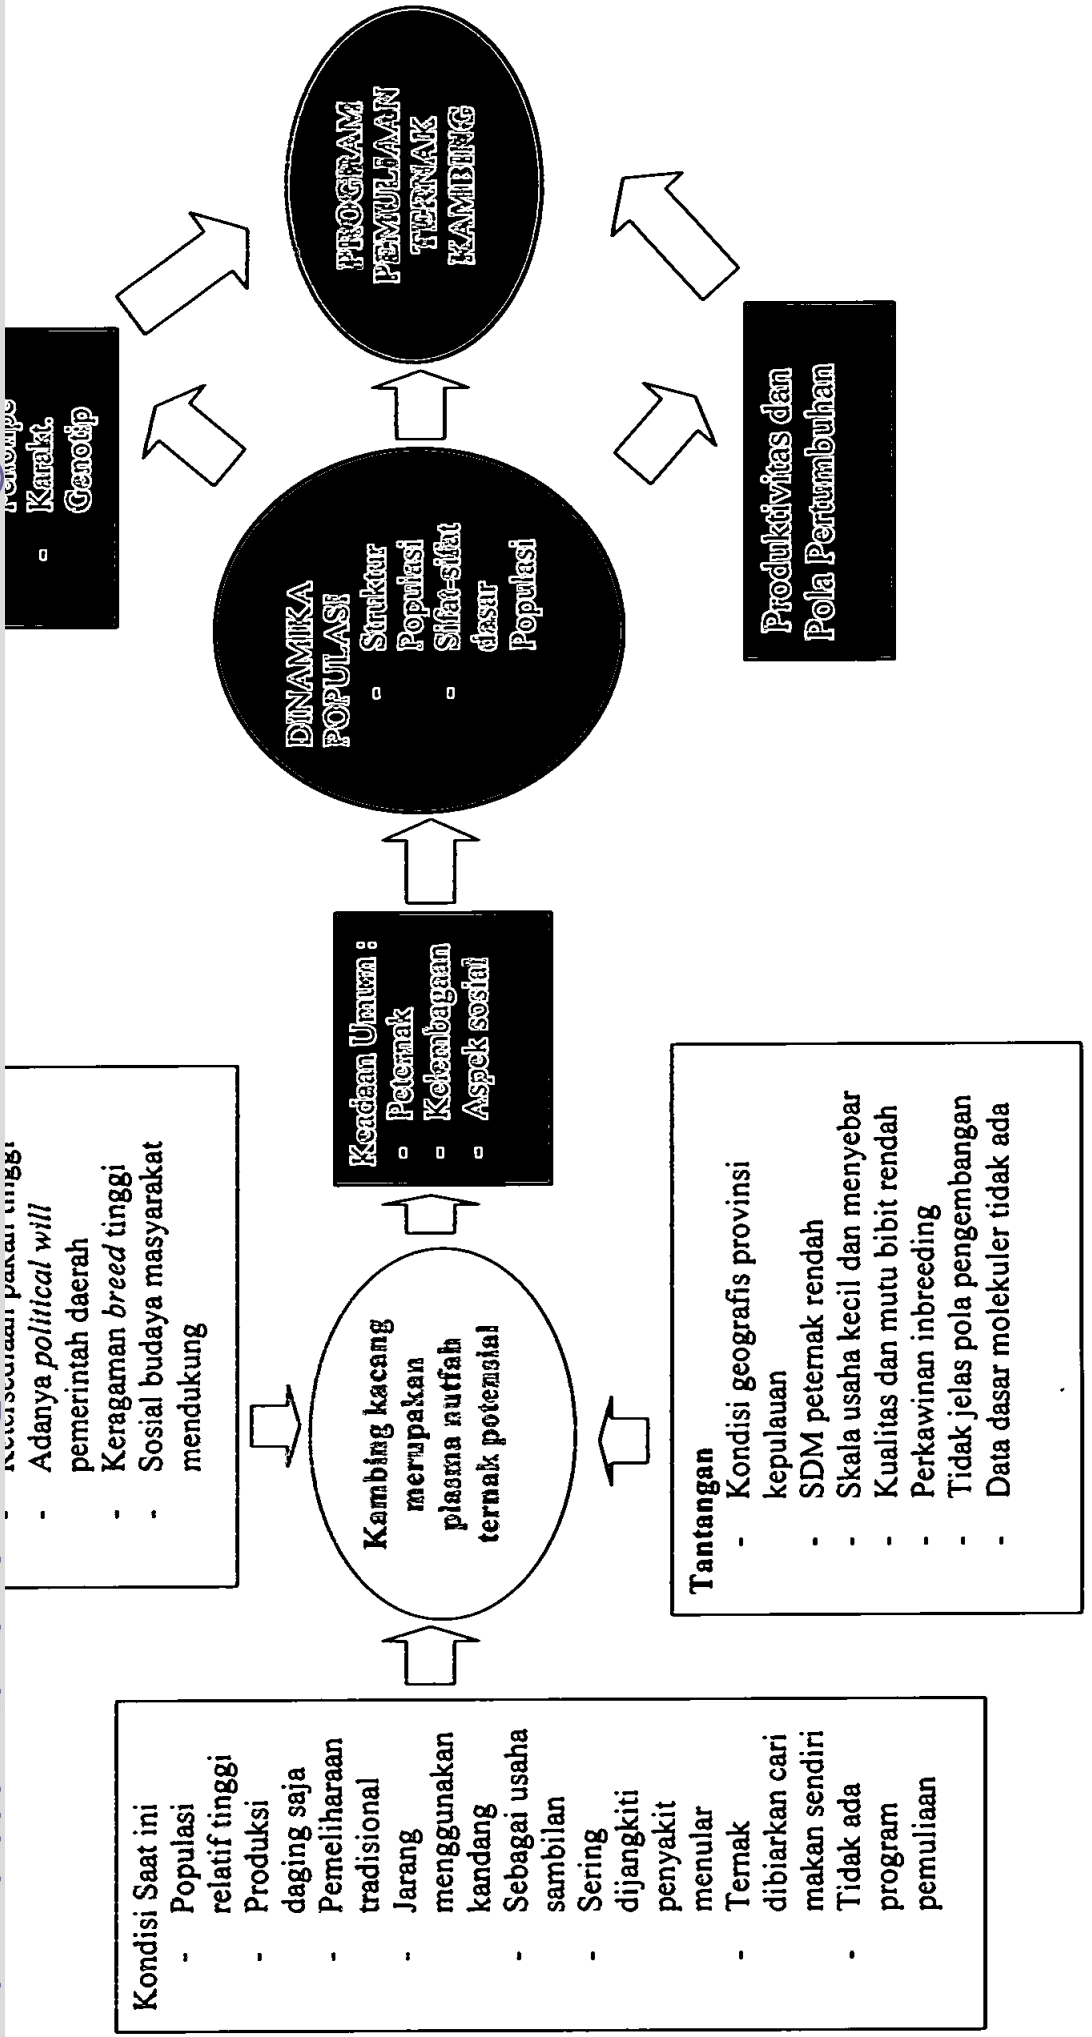 Kondisi Saat ini
- Populasi
relatif tinggi
- Produksi
daging saja
- Pemeliharaan
tradisional
- Jarang
menggunakan
kandang
- Sebagai usaha
sambilan
- Sering
dijangkiti
penyakit
menular
- Ternak
dibiarkan cari
makan sendiri
- Tidak ada
program
pemuliaan
- Ketersediaan pakan tinggi
- Adanya political will
pemerintah daerah
- Keragaman breed tinggi
- Sosial budaya masyarakat
mendukung
Kambing kacang
merupakan
plasma nutfah
ternak potensial
Tantangan
- Kondisi geografis provinsi
kepulauan
- SDM peternak rendah
- Skala usaha kecil dan menyebar
- Kualitas dan mutu bibit rendah
- Perkawinan inbreeding
- Tidak jelas pola pengembangan
- Data dasar molekuler tidak ada
Keadaan Umum :
- Peternak
- Kelembagaan
- Aspek sosial
DINAMIKA
POPULASI
- Struktur
Populasi
- Sifat-sifat
dasar
Populasi
- Karakt.
Genotip
Produktivitas dan
Pola Pertumbuhan
PROGRAM
PEMULIAAN
TERNAK
KAMBING